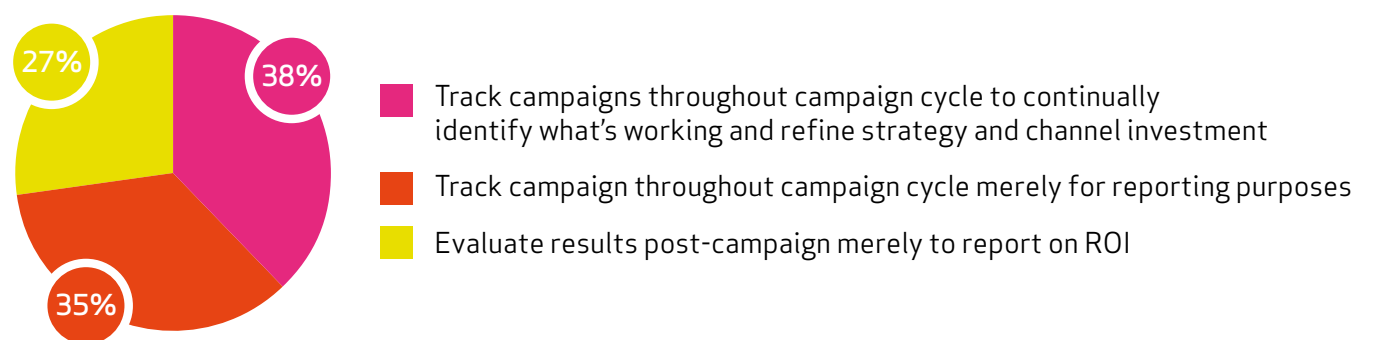 27%
38%
35%
Track campaigns throughout campaign cycle to continually
identify what's working and refine strategy and channel investment
Track campaign throughout campaign cycle merely for reporting purposes
Evaluate results post-campaign merely to report on ROI